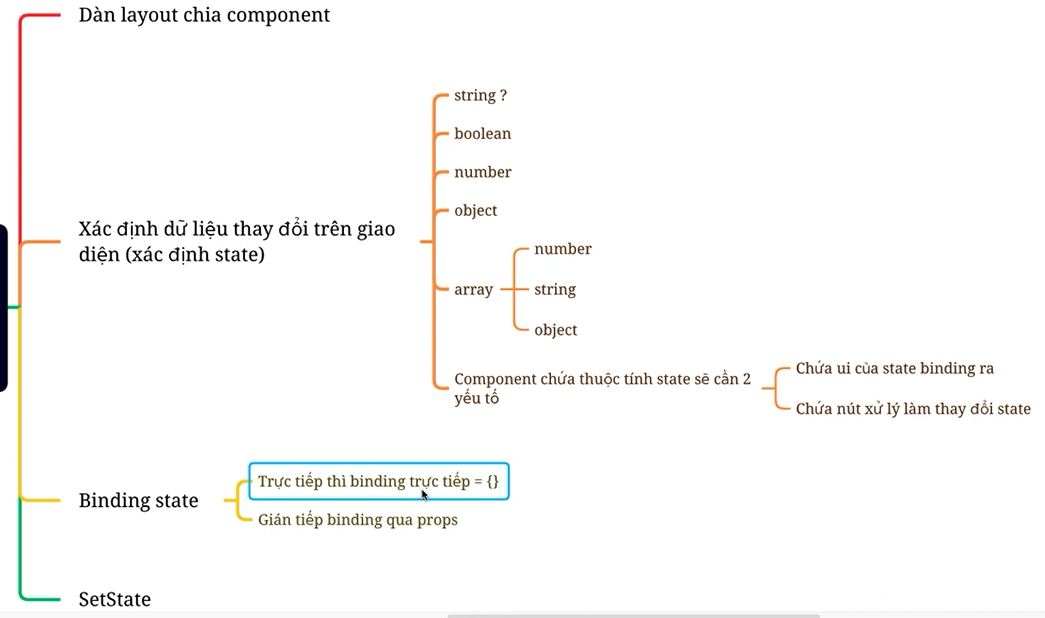 Dàn layout chia component
Xác định dữ liệu thay đổi trên giao
diện (xác định state)
string ?
boolean
number
object
array
number
string
object
Component chứa thuộc tính state sẽ cần 2
yếu tố
Chứa ui của state binding ra
Chứa nút xử lý làm thay đổi state
Binding state
Trực tiếp thì binding trực tiếp = {}
Gián tiếp binding qua props
SetState